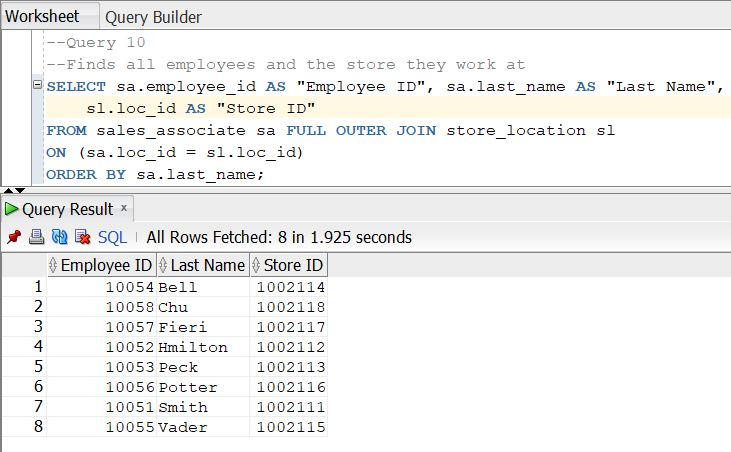 Worksheet Query Builder
--Query 10
--Finds all employees and the store they work at
SELECT sa.employee_id AS "Employee ID", sa.last_name AS "Last Name",
sl.loc_id AS "Store ID"
FROM sales_associate sa FULL OUTER JOIN store_location sl
ON (sa.loc_id = sl.loc_id)
ORDER BY sa.last_name;
Query Result x
SQL | All Rows Fetched: 8 in 1.925 seconds
Employee ID Last Name Store ID
1 10054 Bell 1002114
2 10058 Chu 1002118
3 10057 Fieri 1002117
4 10052 Hmilton 1002112
5 10053 Peck 1002113
6 10056 Potter 1002116
7 10051 Smith 1002111
8 10055 Vader 1002115